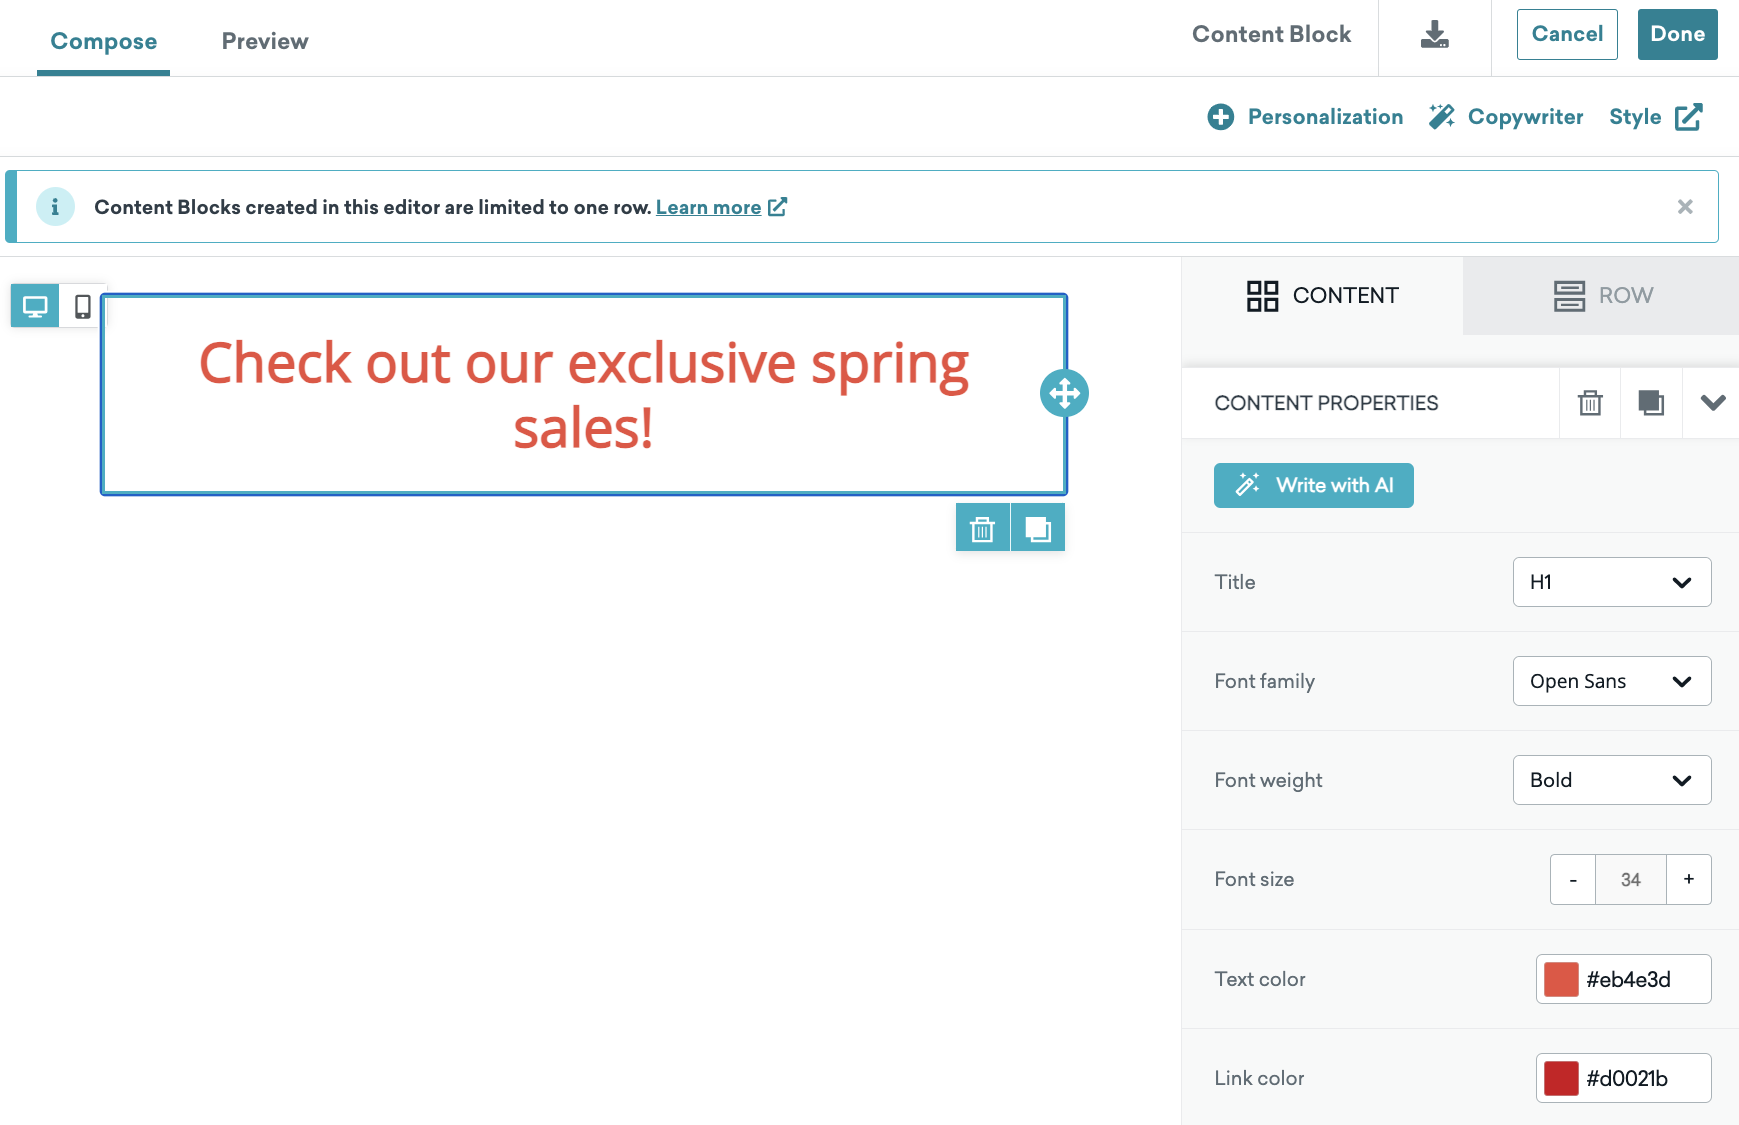 Compose
Preview
Content Block
Cancel
Done
Personalization
Copywriter
Style
Content Blocks created in this editor are limited to one row. Learn more
Check out our exclusive spring
sales!
CONTENT
ROW
CONTENT PROPERTIES
Write with AI
Title
H1
Font family
Open Sans
Font weight
Bold
Font size
- 34 +
Text color
#eb4e3d
Link color
#d0021b